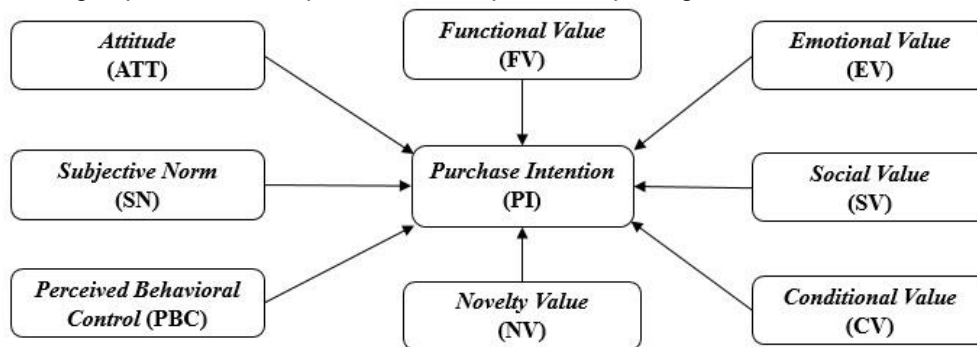 Attitude
(ATT)
Functional Value
(FV)
Emotional Value
(EV)
Subjective Norm
(SN)
Purchase Intention
(PI)
Social Value
(SV)
Perceived Behavioral
Control (PBC)
Novelty Value
(NV)
Conditional Value
(CV)